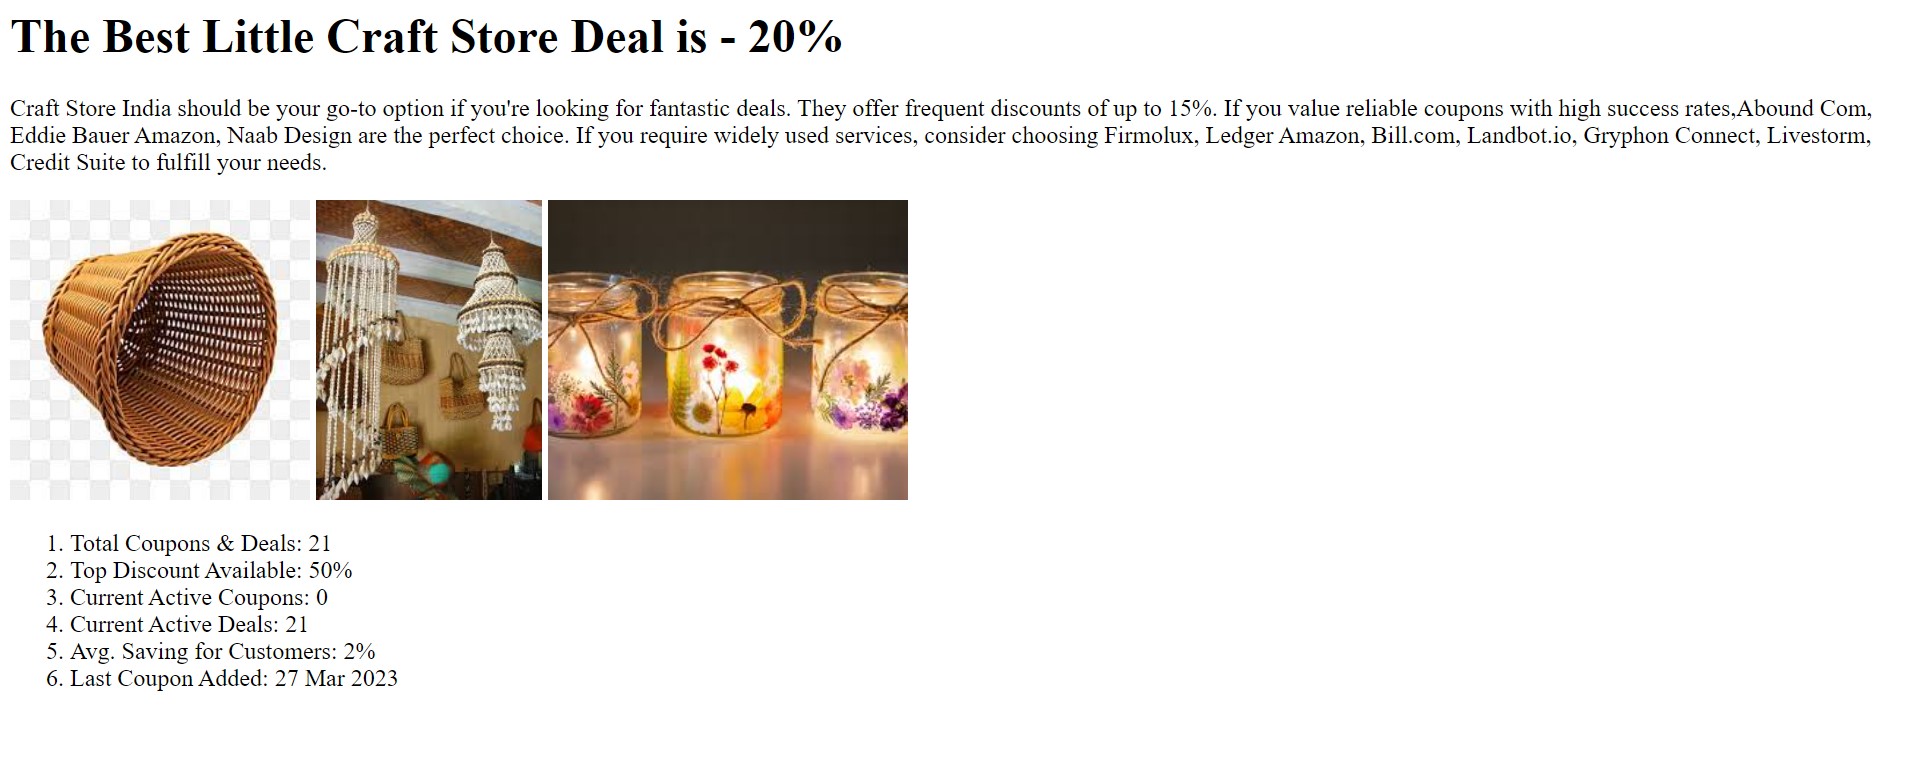 The Best Little Craft Store Deal is - 20%
Craft Store India should be your go-to option if you're looking for fantastic deals. They offer frequent discounts of up to 15%. If you value reliable coupons with high success rates,Abound Com,
Eddie Bauer Amazon, Naab Design are the perfect choice. If you require widely used services, consider choosing Firmolux, Ledger Amazon, Bill.com, Landbot.io, Gryphon Connect, Livestorm,
Credit Suite to fulfill your needs.
1. Total Coupons & Deals: 21
2. Top Discount Available: 50%
3. Current Active Coupons: 0
4. Current Active Deals: 21
5. Avg. Saving for Customers: 2%
6. Last Coupon Added: 27 Mar 2023